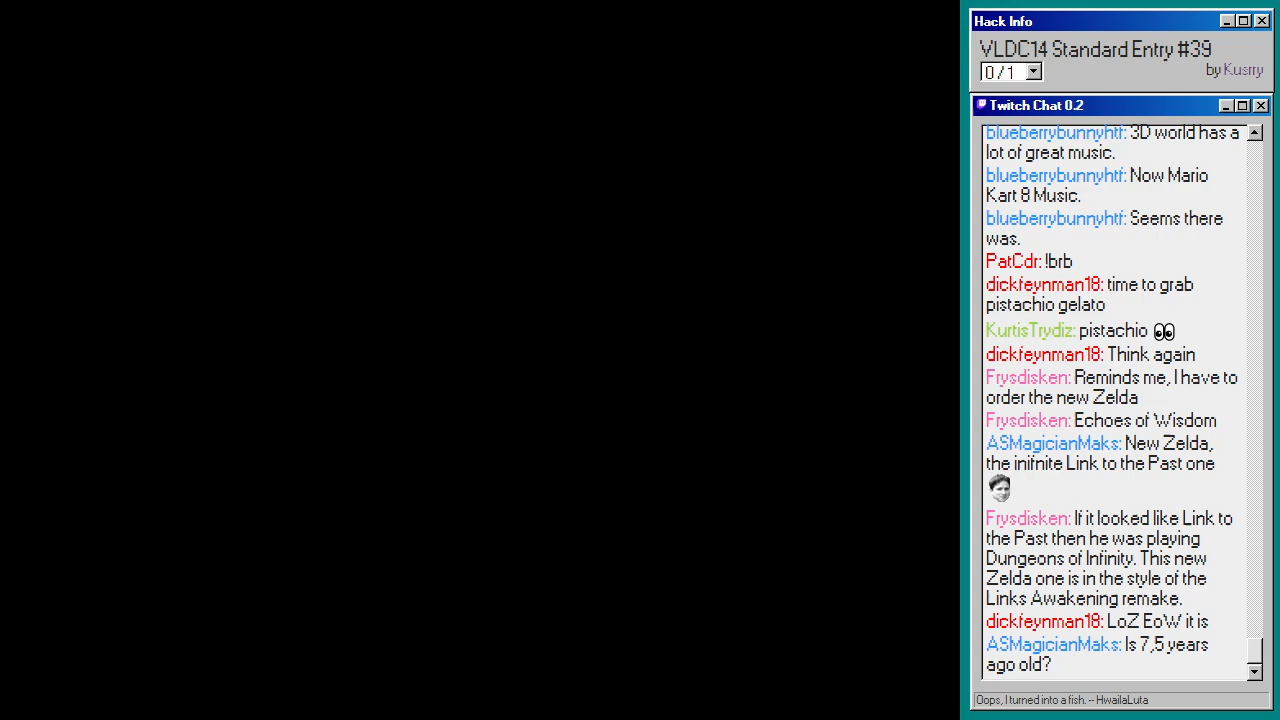 Hack Info
VLDC14 Standard Entry #39
0/1
by Kusrry
Twitch Chat 0.2
blueberrybunnyhtf: 3D world has a
lot of great music.
blueberrybunnyhtf: Now Mario
Kart 8 Music.
blueberrybunnyhtf: Seems there
was.
PatCdr: !brb
dickfeynman18: time to grab
pistachio gelato
KurtisTrydiz: pistachio
dickfeynman18: Think again
Frysdisken: Reminds me, I have to
order the new Zelda
Frysdisken: Echoes of Wisdom
ASMagicianMaks: New Zelda,
the inifnite Link to the Past one
Frysdisken: If it looked like Link to
the Past then he was playing
Dungeons of Infinity. This new
Zelda one is in the style of the
Links Awakening remake.
dickfeynman18: LoZ EoW it is
ASMagicianMaks: Is 7,5 years
ago old?
Oops, I turned into a fish. -- HwailaLuta